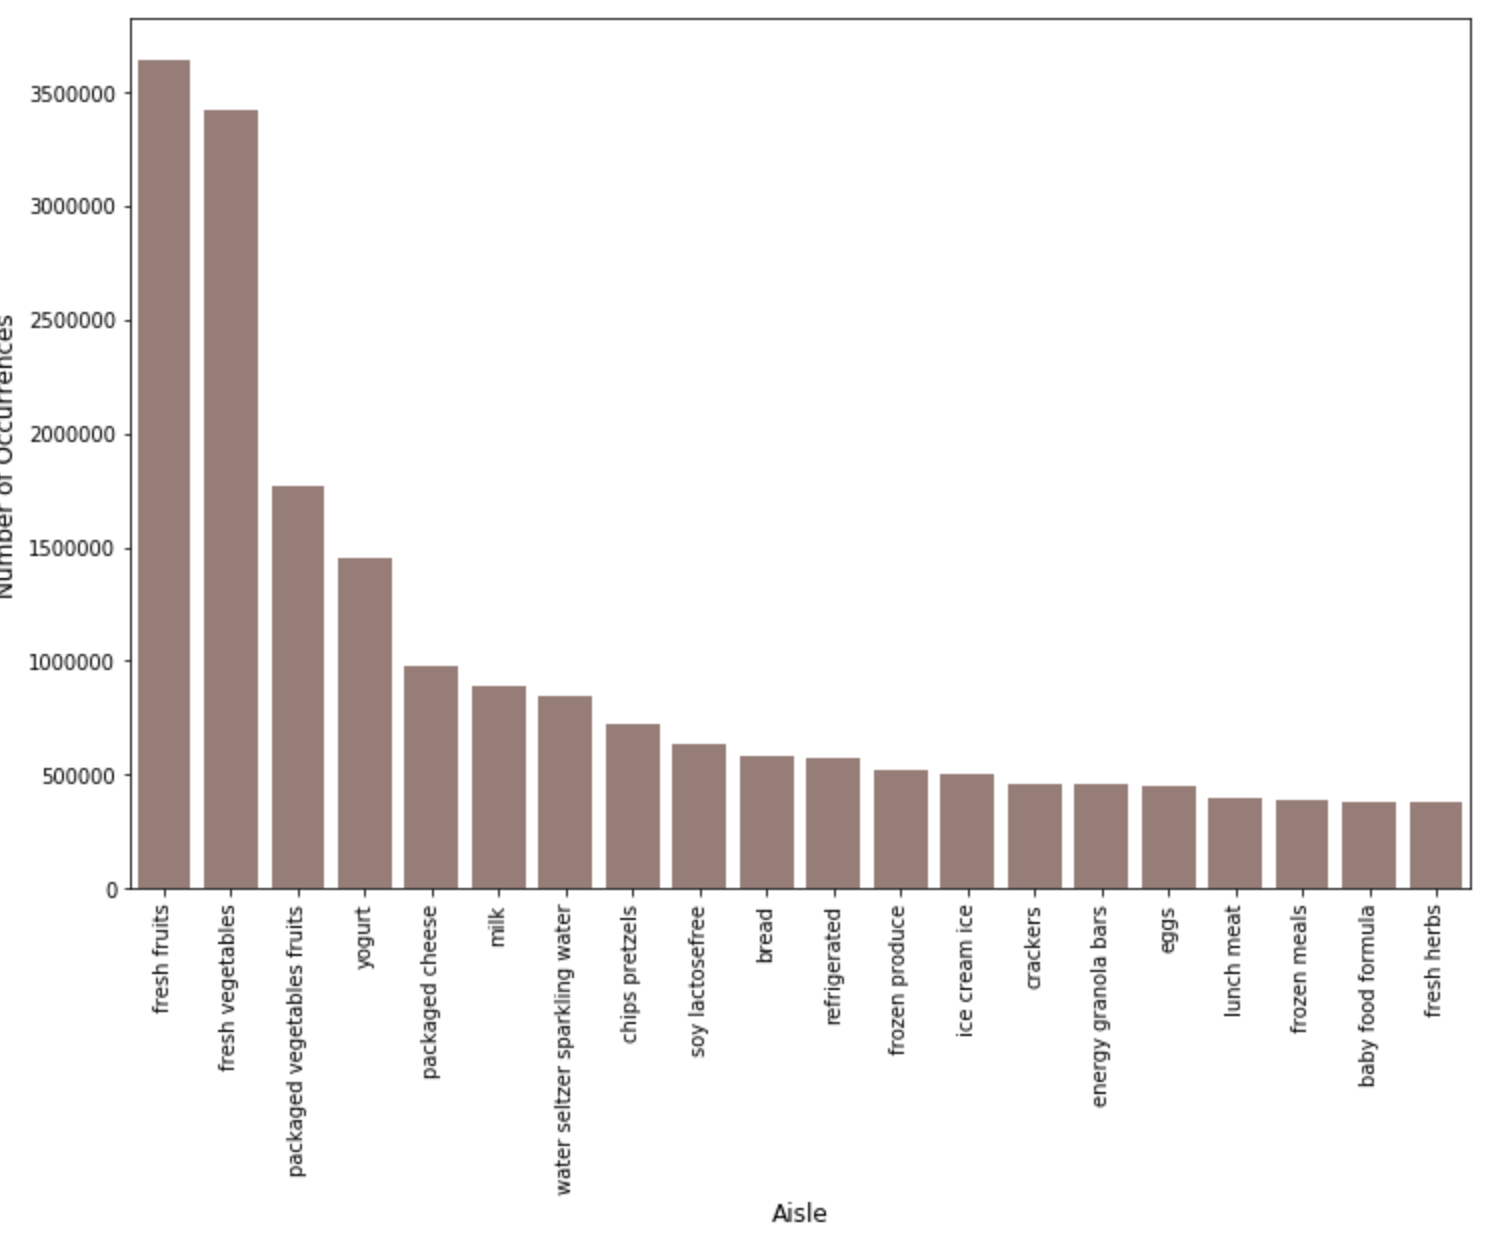 Number of Occurrences
3500000
3000000
2500000
2000000
1500000
1000000
500000
0
fresh fruits
fresh vegetables
packaged vegetables fruits
yogurt
packaged cheese
milk
water seltzer sparkling water
chips pretzels
soy lactosefree
bread
refrigerated
frozen produce
ice cream ice
crackers
energy granola bars
eggs
lunch meat
frozen meals
baby food formula
fresh herbs
Aisle